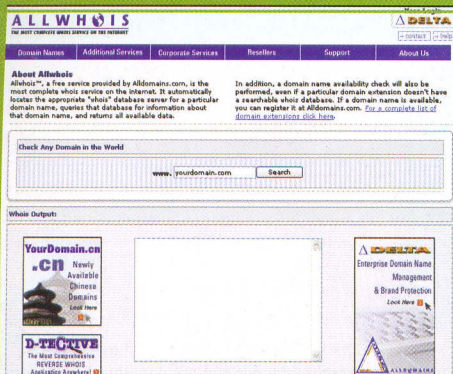 ALLWHOIS
THE MOST COMPLETE WHOIS SERVICE ON THE INTERNET
DELTA
contact
help
Domain Names
Additional Services
Corporate Services
Resellers
Support
About Us
About Allwhois
Allwhois™, a free service provided by Alldomains.com, is the
most complete whois service on the internet. It automatically
locates the appropriate "whois" database server for a particular
domain name, queries that database for information about
that domain name, and returns all available data.
In addition, a domain name availability check will also be
performed, even if a particular domain extension doesn't have
a searchable whois database. If a domain name is available,
you can register it at Alldomains.com. For a complete list of
domain extensions click here.
Check Any Domain in the World
www. yourdomain.com Search
Whois Output:
YourDomain.cn
.cn Newly
Available
Chinese
Domains
Look Here
D-TECTIVE
The Most Comprehensive
REVERSE WHOIS
Application Anywhere!
DELTA
Enterprise Domain Name
Management
& Brand Protection
Look Here
ALLDOMAINS